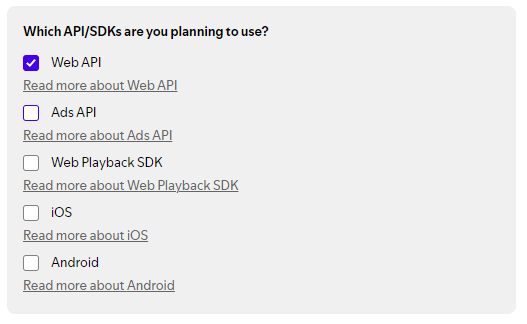 Which API/SDKs are you planning to use?
Web API
Read more about Web API
Ads API
Read more about Ads API
Web Playback SDK
Read more about Web Playback SDK
iOS
Read more about iOS
Android
Read more about Android